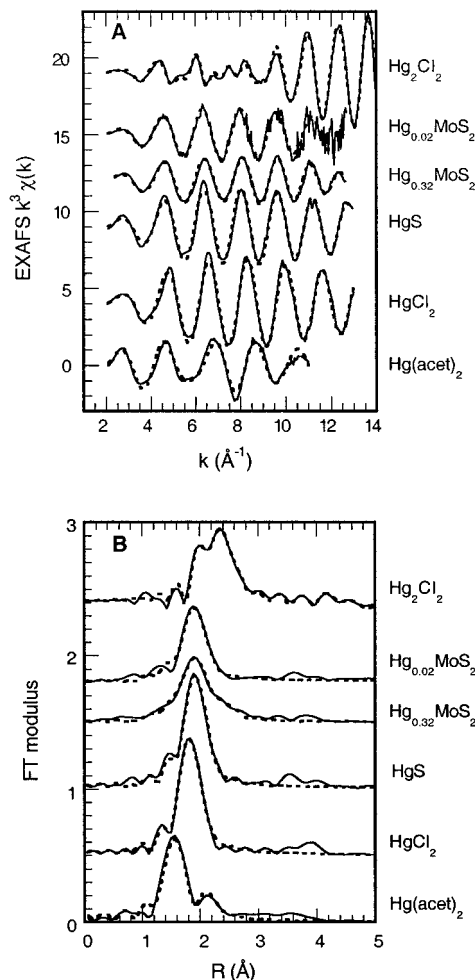 A
20
15
10
5
0
EXAFS k³ χ(k)
Hg₂Cl₂
Hg₀.₀₂MoS₂
Hg₀.₃₂MoS₂
HgS
HgCl₂
Hg(acet)₂
2 4 6 8 10 12 14
k (Å⁻¹)
B
3
2
1
0
FT modulus
Hg₂Cl₂
Hg₀.₀₂MoS₂
Hg₀.₃₂MoS₂
HgS
HgCl₂
Hg(acet)₂
0 1 2 3 4 5
R (Å)